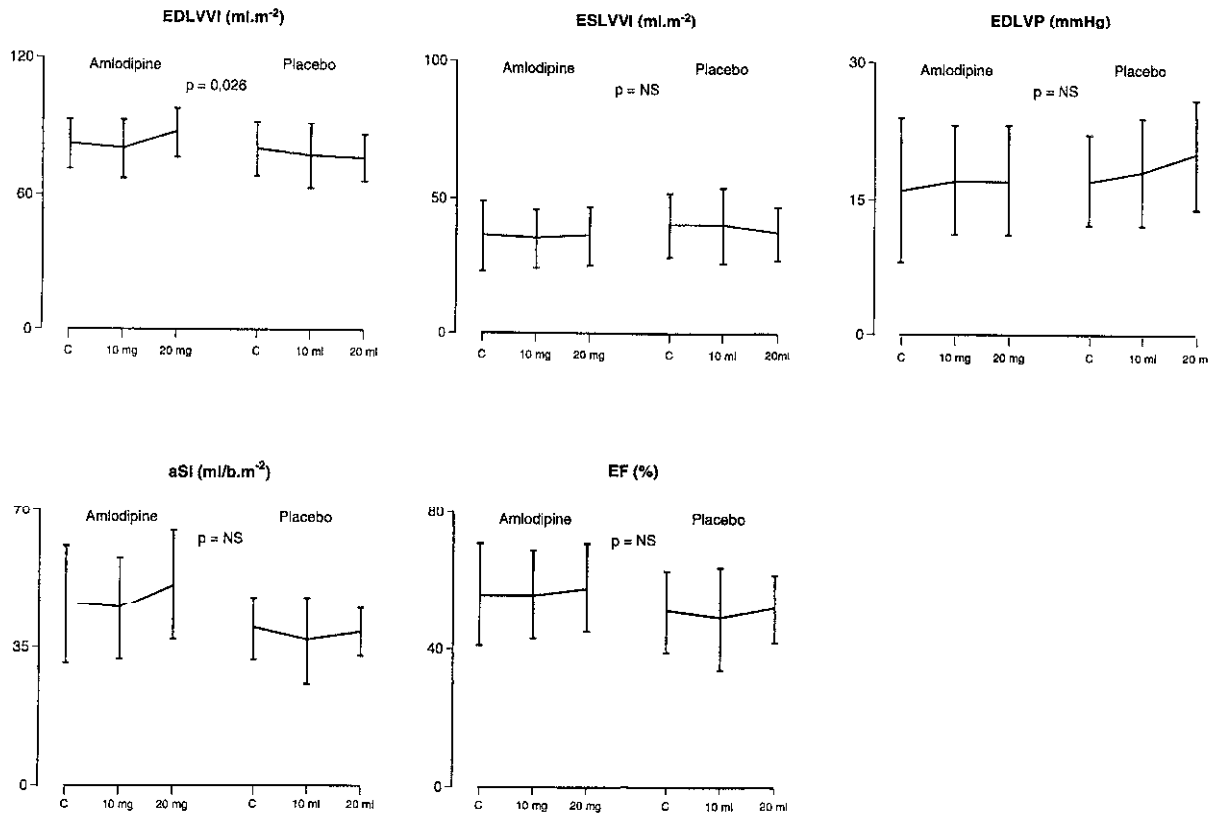 EDLVVI (ml.m-2)
120
Amlodipine
Placebo
p = 0,026
60
0
C 10 mg 20 mg C 10 ml 20 ml
ESLVVI (ml.m-2)
100
Amlodipine
Placebo
p = NS
50
0
C 10 mg 20 mg C 10 ml 20ml
EDLVP (mmHg)
30
Amlodipine
Placebo
p = NS
15
0
C 10 mg 20 mg C 10 ml 20 m
aSI (ml/b.m-2)
70
Amlodipine
Placebo
p = NS
35
0
C 10 mg 20 mg C 10 ml 20 ml
EF (%)
80
Amlodipine
Placebo
p = NS
40
0
C 10 mg 20 mg C 10 ml 20 ml